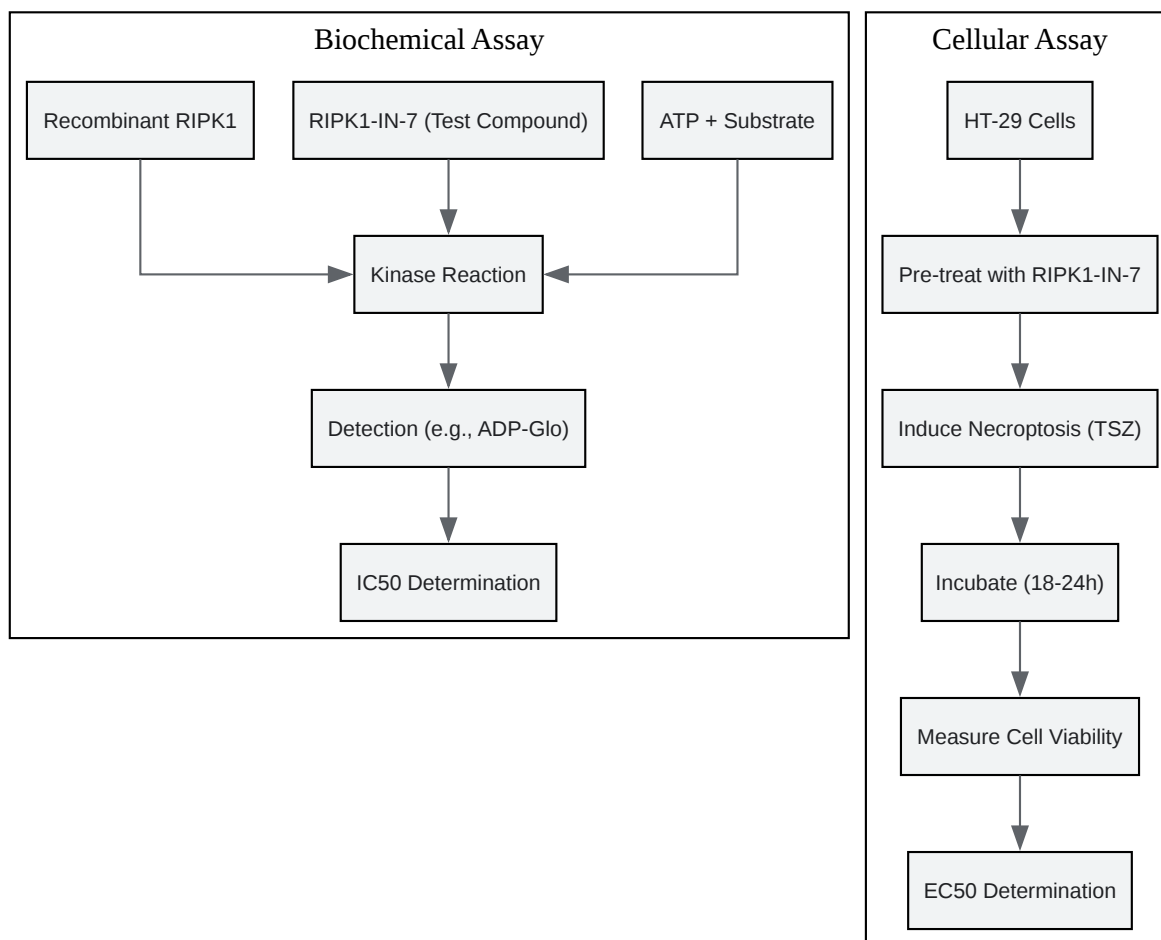 Biochemical Assay
Recombinant RIPK1
RIPK1-IN-7 (Test Compound)
ATP + Substrate
Kinase Reaction
Detection (e.g., ADP-Glo)
IC50 Determination
Cellular Assay
HT-29 Cells
Pre-treat with RIPK1-IN-7
Induce Necroptosis (TSZ)
Incubate (18-24h)
Measure Cell Viability
EC50 Determination